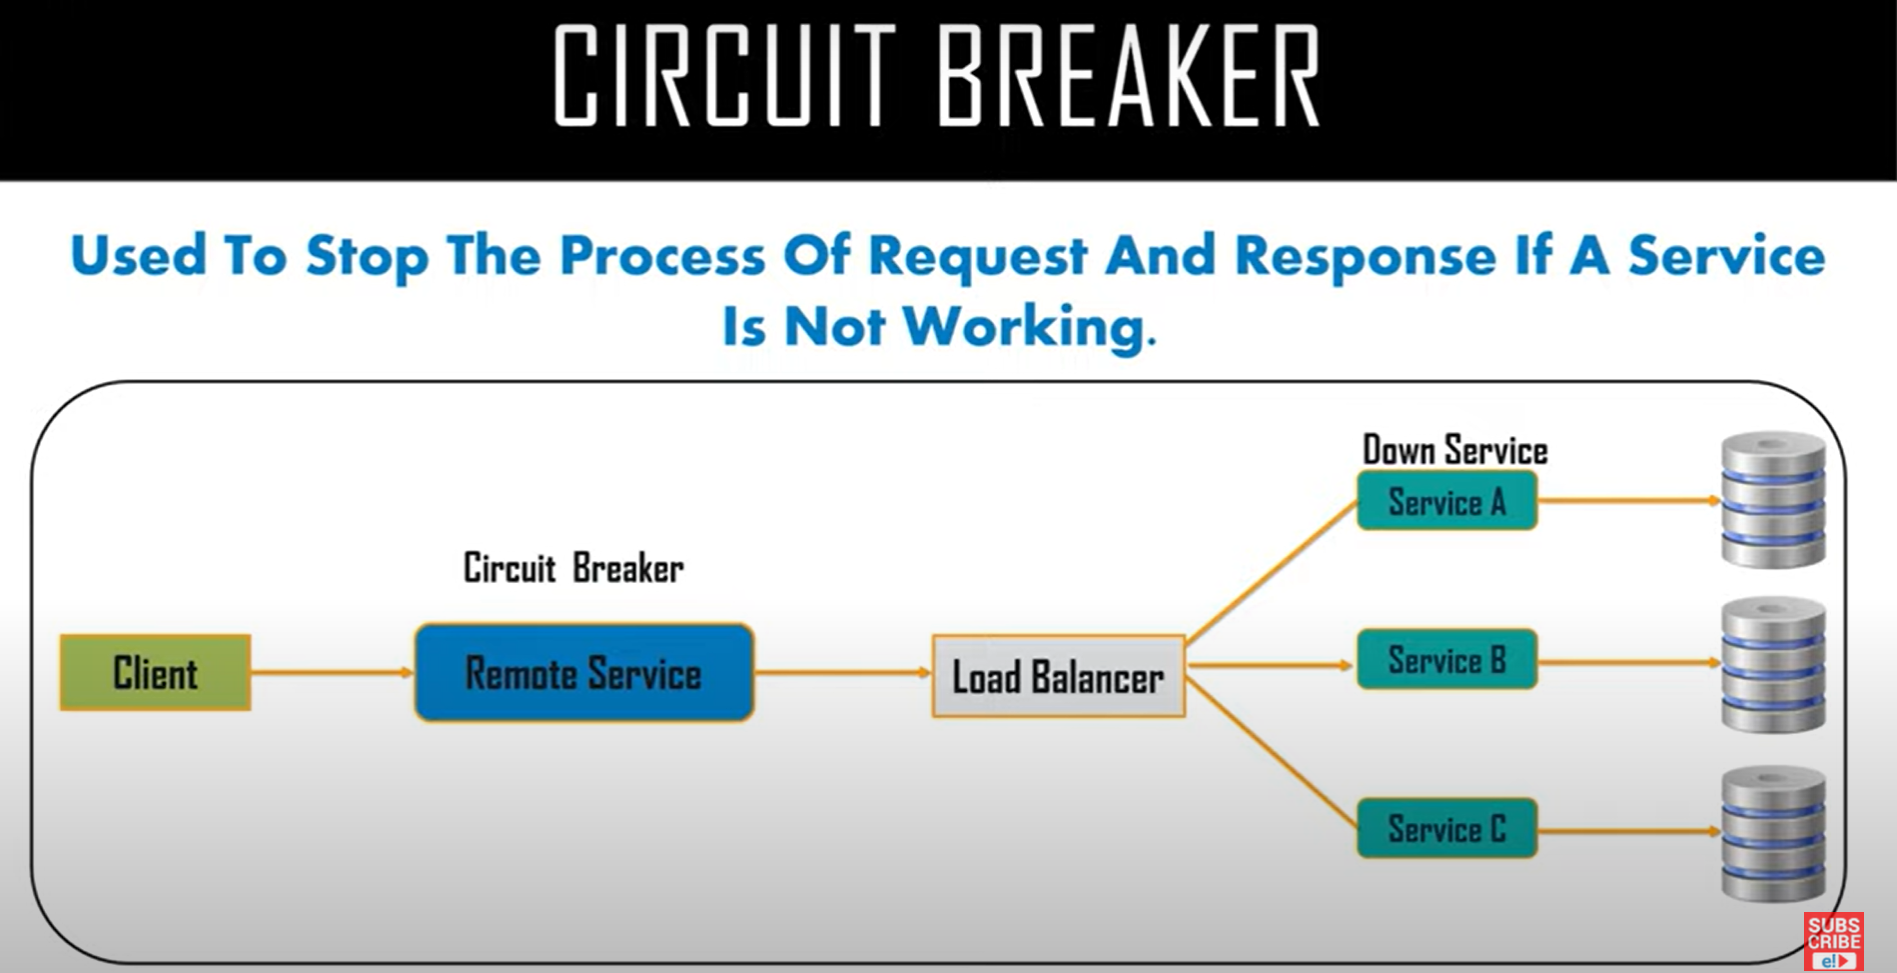 CIRCUIT BREAKER
Used To Stop The Process Of Request And Response If A Service
Is Not Working.
Down Service
Service A
Circuit Breaker
Client
Remote Service
Load Balancer
Service B
Service C
SUBS
CRIBE
e!